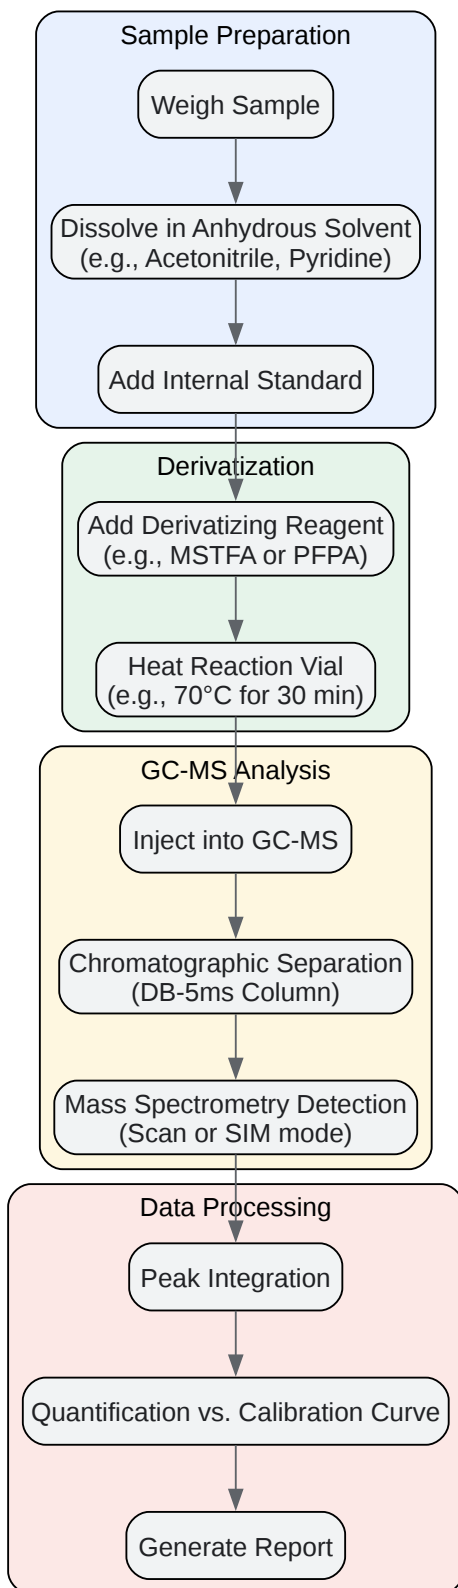 Sample Preparation
Weigh Sample
Dissolve in Anhydrous Solvent
(e.g., Acetonitrile, Pyridine)
Add Internal Standard
Derivatization
Add Derivatizing Reagent
(e.g., MSTFA or PFPA)
Heat Reaction Vial
(e.g., 70°C for 30 min)
GC-MS Analysis
Inject into GC-MS
Chromatographic Separation
(DB-5ms Column)
Mass Spectrometry Detection
(Scan or SIM mode)
Data Processing
Peak Integration
Quantification vs. Calibration Curve
Generate Report